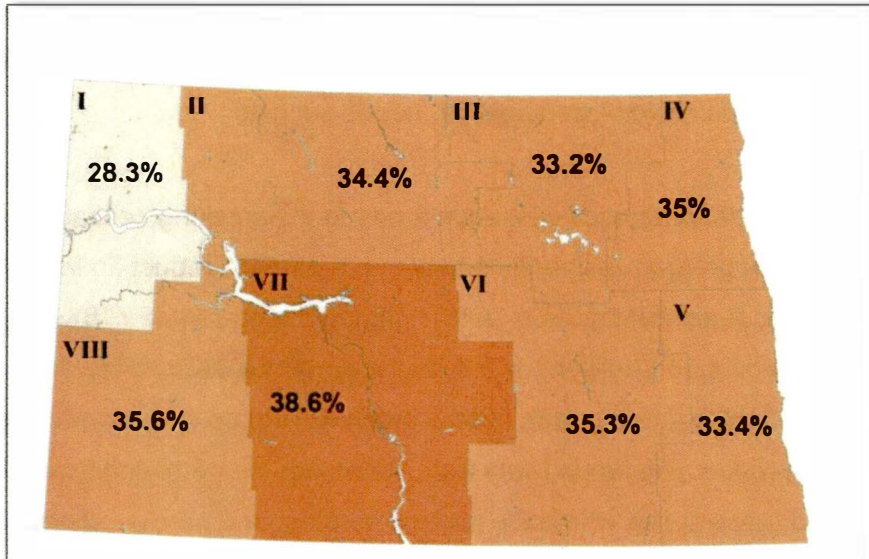 I
II
III
IV
28.3%
34.4%
33.2%
35%
VII
VI
V
VIII
35.6%
38.6%
35.3%
33.4%